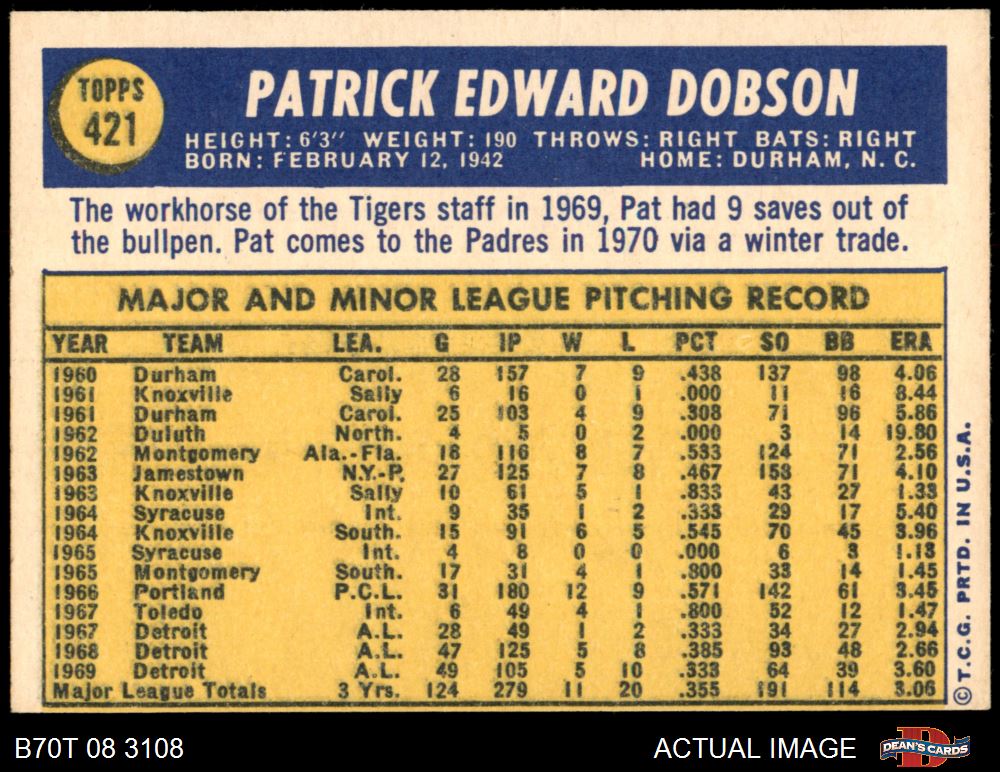 TOPPS
421
PATRICK EDWARD DOBSON
HEIGHT: 6'3" WEIGHT: 190 THROWS: RIGHT BATS: RIGHT
BORN: FEBRUARY 12, 1942 HOME: DURHAM, N. C.
The workhorse of the Tigers staff in 1969, Pat had 9 saves out of
the bullpen. Pat comes to the Padres in 1970 via a winter trade.
MAJOR AND MINOR LEAGUE PITCHING RECORD
YEAR TEAM LEA. G IP W L PCT SO BB ERA
1960 Durham Carol. 28 157 7 9 .438 137 98 4.06
1961 Knoxville Sally 6 16 0 1 .000 11 16 8.44
1961 Durham Carol. 25 103 4 9 .308 71 96 5.86
1962 Duluth North. 4 5 0 2 .000 3 14 19.80
1962 Montgomery Ala.-Fla. 18 116 8 7 .533 124 71 2.56
1963 Jamestown N.Y.-P. 27 125 7 8 .467 158 71 4.10
1963 Knoxville Sally 10 61 5 1 .833 43 27 1.33
1964 Syracuse Int. 9 35 1 2 .333 29 17 5.40
1964 Knoxville South. 15 91 6 5 .545 70 45 3.96
1965 Syracuse Int. 4 8 0 0 .000 6 3 1.13
1965 Montgomery South. 17 31 4 1 .800 33 14 1.45
1966 Portland P.C.L. 31 180 12 9 .571 142 61 3.45
1967 Toledo Int. 6 49 4 1 .800 52 12 1.47
1967 Detroit A.L. 28 49 1 2 .333 34 27 2.94
1968 Detroit A.L. 47 125 5 8 .385 93 48 2.66
1969 Detroit A.L. 49 105 5 10 .333 64 39 3.60
Major League Totals 3 Yrs. 124 279 11 20 .355 191 114 3.06
© T.C.G. PRTD. IN U.S.A.
B70T 08 3108 ACTUAL IMAGE DEAN'S CARDS